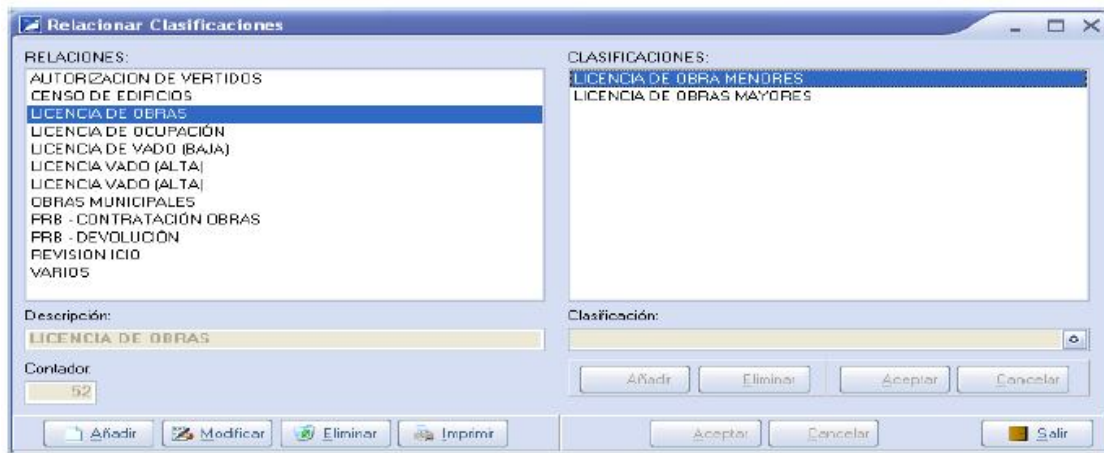 Relacionar Clasificaciones
RELACIONES:
AUTORIZACION DE VERTIDOS
CENSO DE EDIFICIOS
LICENCIA DE OBRAS
LICENCIA DE OCUPACIÓN
LICENCIA DE VADO (BAJA)
LICENCIA VADO (ALTA)
LICENCIA VADO (ALTA)
OBRAS MUNICIPALES
PRB - CONTRATACIÓN OBRAS
PRB - DEVOLUCIÓN
REVISION ICIO
VARIOS
Descripción:
LICENCIA DE OBRAS
Contador:
52
Añadir Modificar Eliminar Imprimir
CLASIFICACIONES:
LICENCIA DE OBRA MENORES
LICENCIA DE OBRAS MAYORES
Clasificación:
Añadir Eliminar Aceptar Cancelar
Aceptar Cancelar Salir